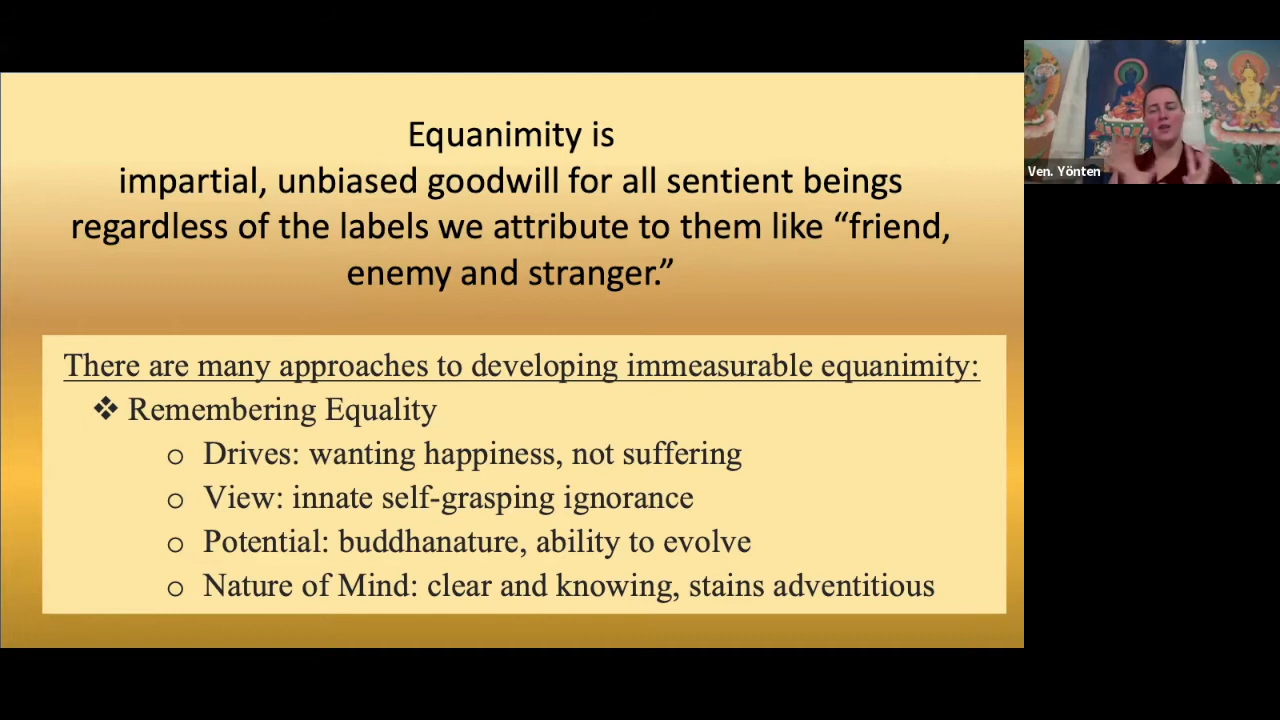 Equanimity is
impartial, unbiased goodwill for all sentient beings
regardless of the labels we attribute to them like “friend,
enemy and stranger.”
There are many approaches to developing immeasurable equanimity:
❖ Remembering Equality
o Drives: wanting happiness, not suffering
o View: innate self-grasping ignorance
o Potential: buddhanature, ability to evolve
o Nature of Mind: clear and knowing, stains adventitious
Ven. Yönten